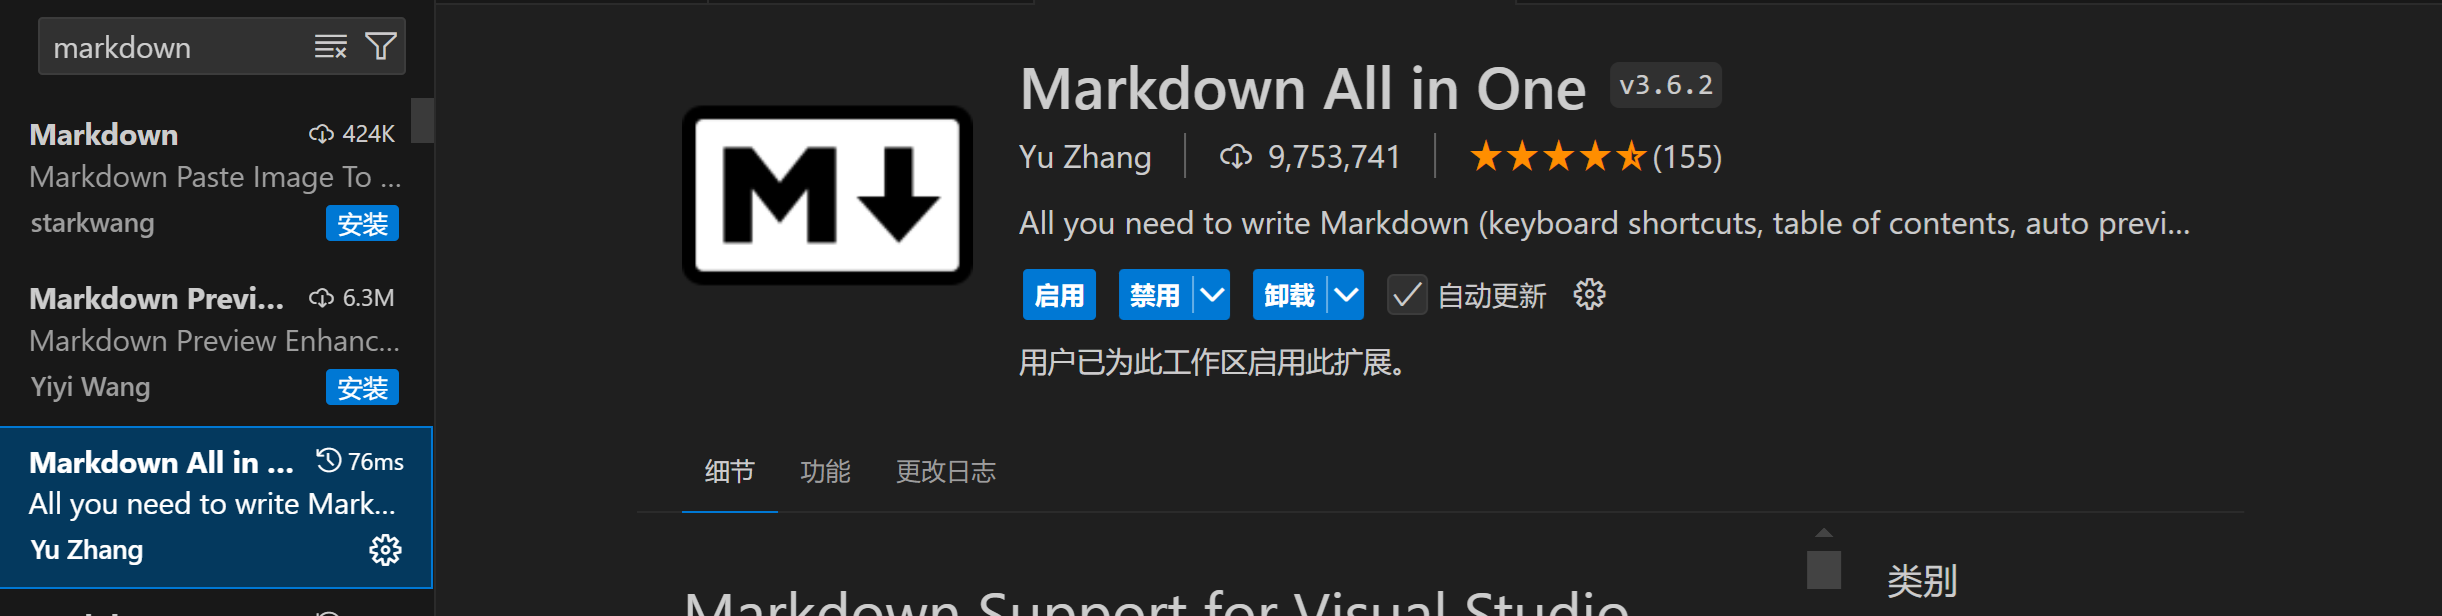 markdown
Markdown 424K
Markdown Paste Image To ...
starkwang 安装
Markdown Previ... 6.3M
Markdown Preview Enhanc...
Yiyi Wang 安装
Markdown All in ... 76ms
All you need to write Mark...
Yu Zhang
Markdown All in One v3.6.2
Yu Zhang 9,753,741 (155)
All you need to write Markdown (keyboard shortcuts, table of contents, auto previ...
启用 禁用 卸载 自动更新
用户已为此工作区启用此扩展。
细节 功能 更改日志
Markdown Support for Visual Studio
类别